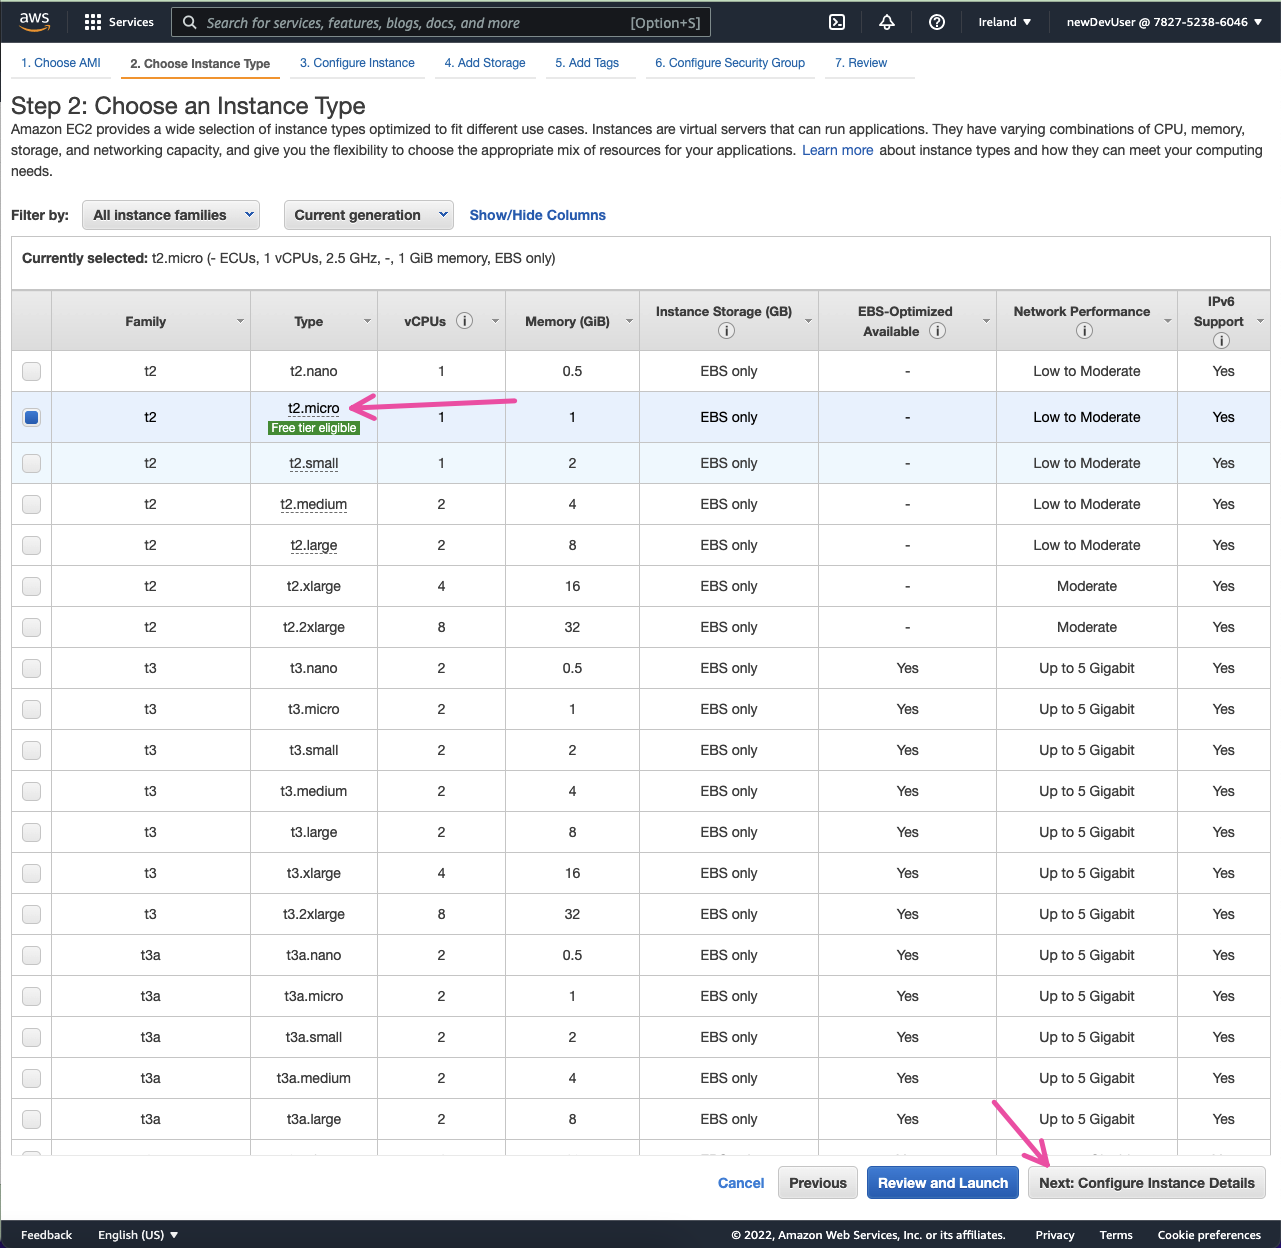 aws
Services
Search for services, features, blogs, docs, and more
[Option+S]
Ireland ▼
newDevUser @ 7827-5238-6046 ▼
1. Choose AMI
2. Choose Instance Type
3. Configure Instance
4. Add Storage
5. Add Tags
6. Configure Security Group
7. Review
Step 2: Choose an Instance Type
Amazon EC2 provides a wide selection of instance types optimized to fit different use cases. Instances are virtual servers that can run applications. They have varying combinations of CPU, memory,
storage, and networking capacity, and give you the flexibility to choose the appropriate mix of resources for your applications. Learn more about instance types and how they can meet your computing
needs.
Filter by: All instance families Current generation Show/Hide Columns
Currently selected: t2.micro (- ECUs, 1 vCPUs, 2.5 GHz, -, 1 GiB memory, EBS only)
Family
Type
vCPUs
Memory (GiB)
Instance Storage (GB)
EBS-Optimized
Available
Network Performance
IPv6
Support
t2 t2.nano 1 0.5 EBS only - Low to Moderate Yes
t2 t2.micro 1 1 EBS only - Low to Moderate Yes
Free tier eligible
t2 t2.small 1 2 EBS only - Low to Moderate Yes
t2 t2.medium 2 4 EBS only - Low to Moderate Yes
t2 t2.large 2 8 EBS only - Low to Moderate Yes
t2 t2.xlarge 4 16 EBS only - Moderate Yes
t2 t2.2xlarge 8 32 EBS only - Moderate Yes
t3 t3.nano 2 0.5 EBS only Yes Up to 5 Gigabit Yes
t3 t3.micro 2 1 EBS only Yes Up to 5 Gigabit Yes
t3 t3.small 2 2 EBS only Yes Up to 5 Gigabit Yes
t3 t3.medium 2 4 EBS only Yes Up to 5 Gigabit Yes
t3 t3.large 2 8 EBS only Yes Up to 5 Gigabit Yes
t3 t3.xlarge 4 16 EBS only Yes Up to 5 Gigabit Yes
t3 t3.2xlarge 8 32 EBS only Yes Up to 5 Gigabit Yes
t3a t3a.nano 2 0.5 EBS only Yes Up to 5 Gigabit Yes
t3a t3a.micro 2 1 EBS only Yes Up to 5 Gigabit Yes
t3a t3a.small 2 2 EBS only Yes Up to 5 Gigabit Yes
t3a t3a.medium 2 4 EBS only Yes Up to 5 Gigabit Yes
t3a t3a.large 2 8 EBS only Yes Up to 5 Gigabit Yes
Cancel
Previous
Review and Launch
Next: Configure Instance Details
Feedback
English (US) ▼
© 2022, Amazon Web Services, Inc. or its affiliates.
Privacy
Terms
Cookie preferences